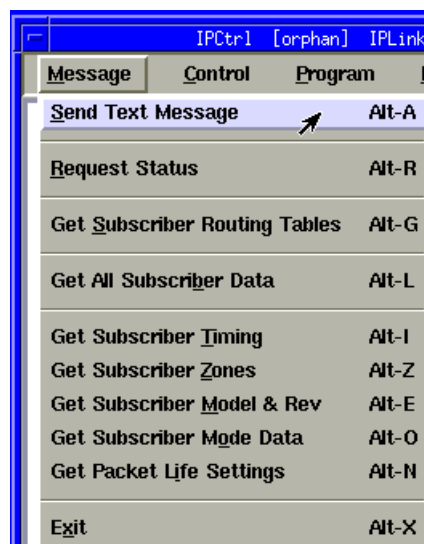 IPCtrl [orphan] IPLink
Message Control Program
Send Text Message Alt-A
Request Status Alt-R
Get Subscriber Routing Tables Alt-G
Get All Subscriber Data Alt-L
Get Subscriber Timing Alt-I
Get Subscriber Zones Alt-Z
Get Subscriber Model & Rev Alt-E
Get Subscriber Mode Data Alt-O
Get Packet Life Settings Alt-N
Exit Alt-X